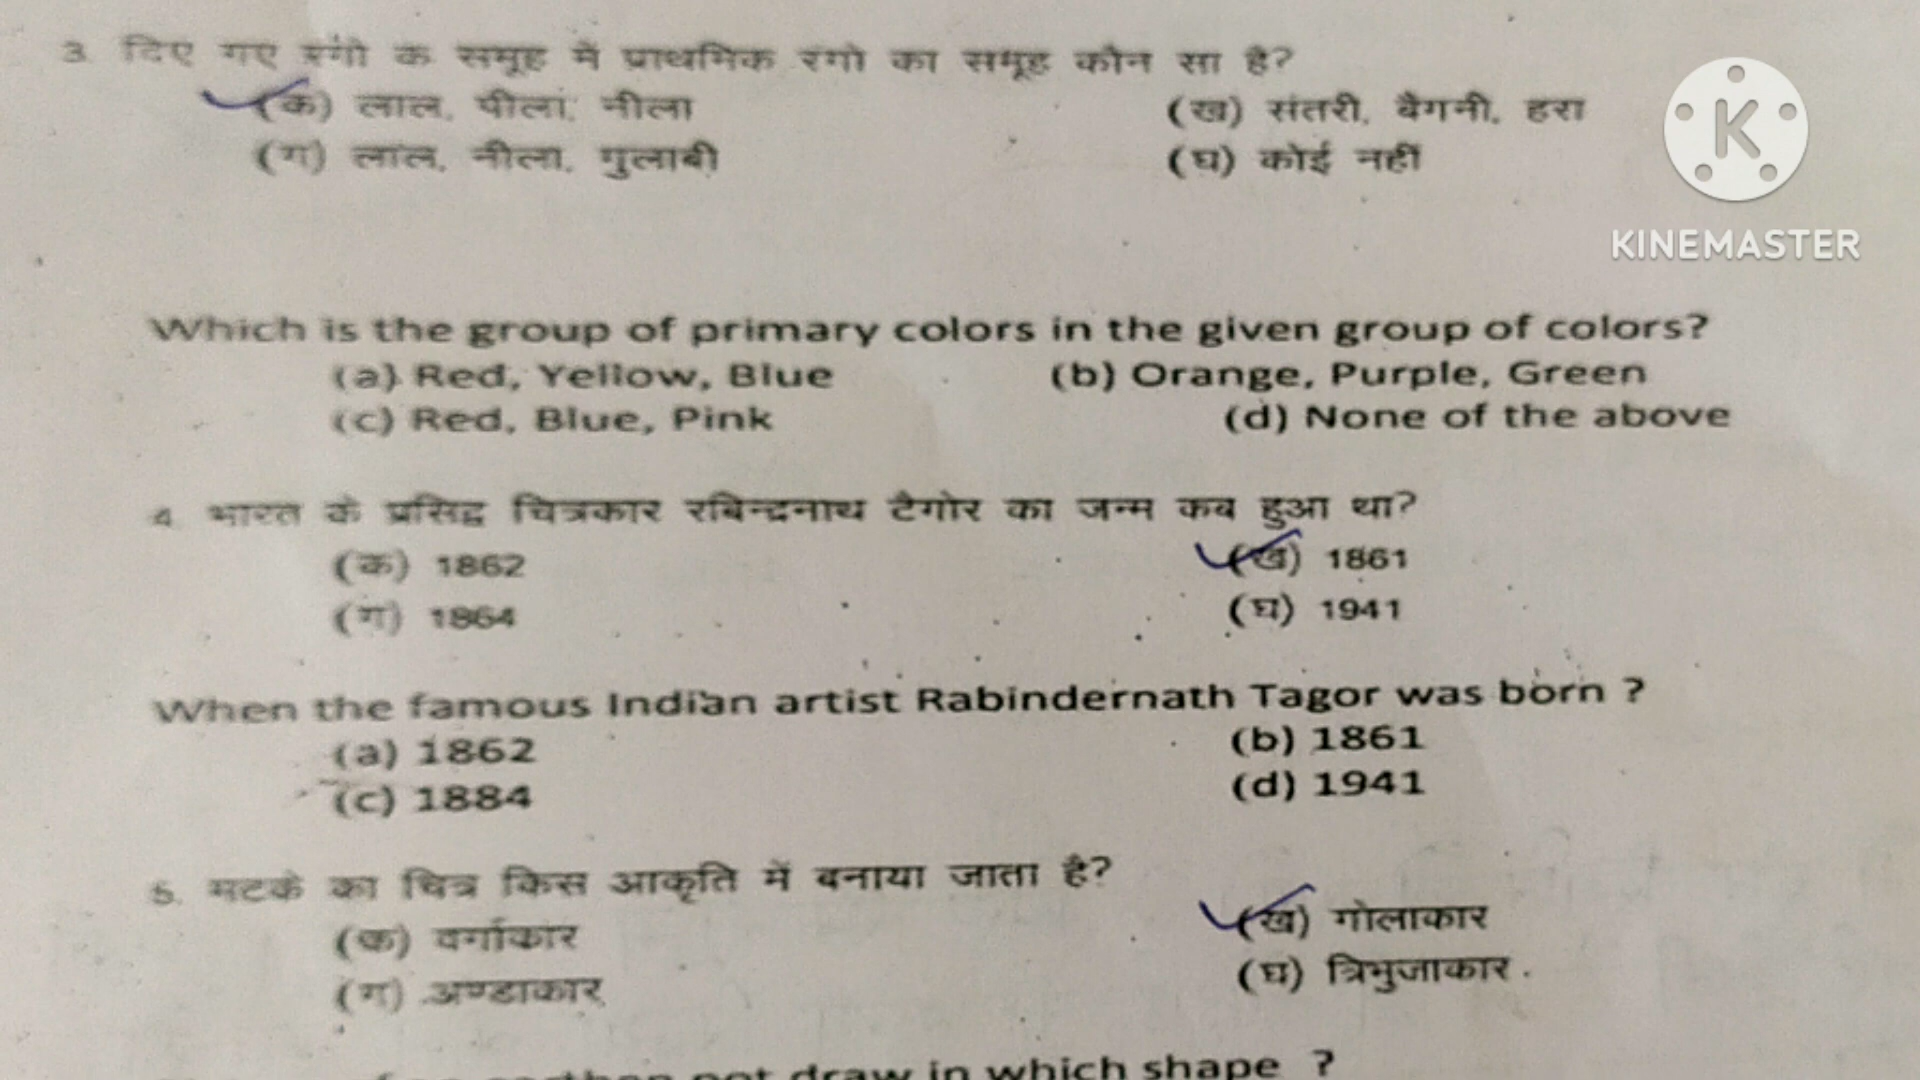 3 दिए गए रंगो के समूह में प्राथमिक रंगो का समूह कौन सा है?
(क) लाल, पीला, नीला (ख) संतरी, बैगनी, हरा
(ग) लाल, नीला, गुलाबी (घ) कोई नहीं
K
KINEMASTER
Which is the group of primary colors in the given group of colors?
(a) Red, Yellow, Blue (b) Orange, Purple, Green
(c) Red, Blue, Pink (d) None of the above
4 भारत के प्रसिद्ध चित्रकार रबिन्द्रनाथ टैगोर का जन्म कब हुआ था?
(क) 1862 (ख) 1861
(ग) 1864 (घ) 1941
When the famous Indian artist Rabindernath Tagor was born ?
(a) 1862 (b) 1861
(c) 1884 (d) 1941
5. मटके का चित्र किस आकृति में बनाया जाता है?
(क) वर्गाकार (ख) गोलाकार
(ग) अण्डाकार (घ) त्रिभुजाकार .
pot draw in which shape ?